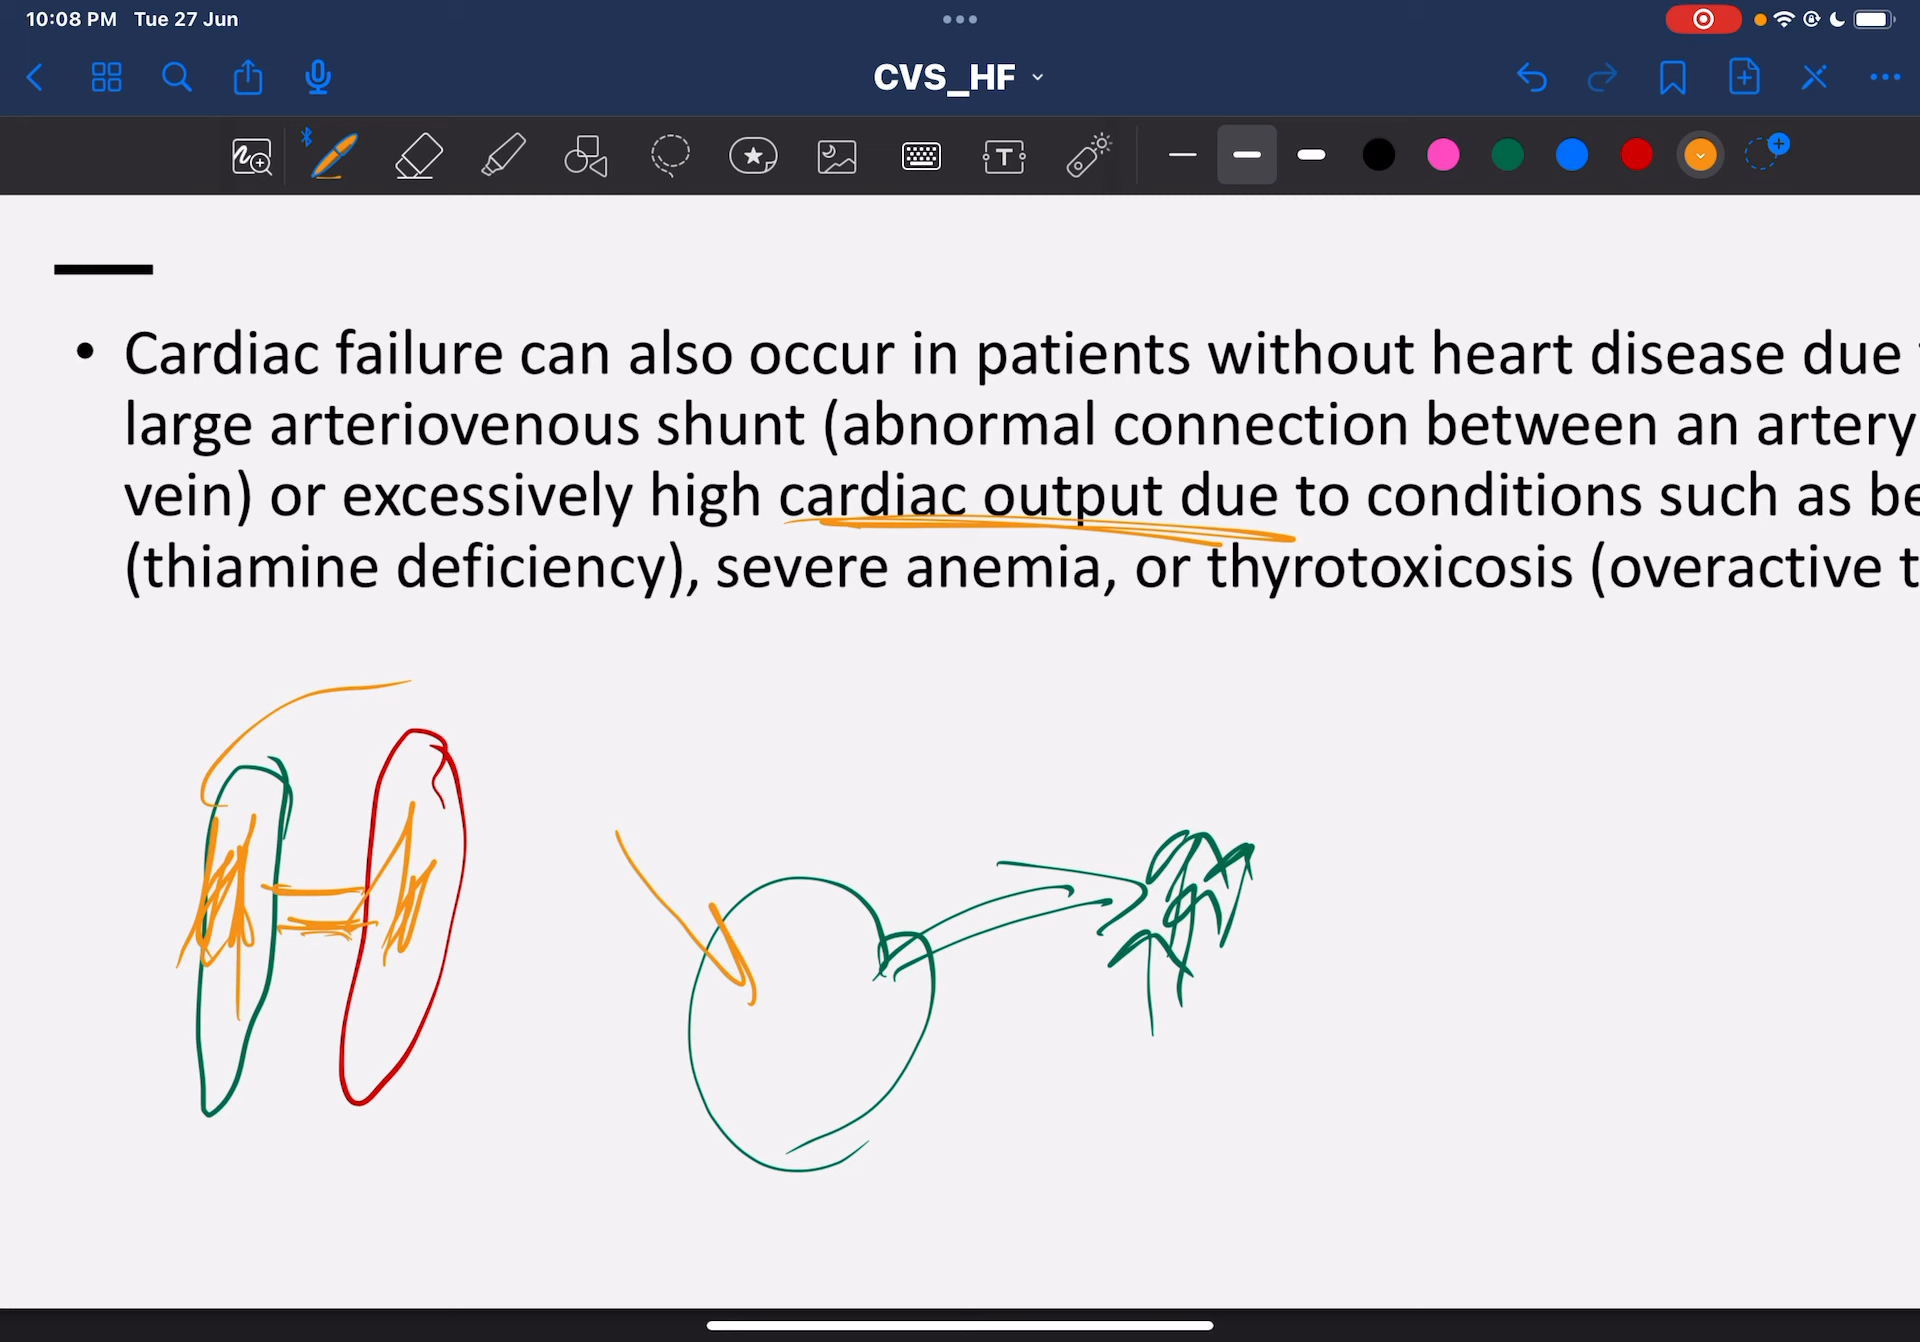 10:08 PM Tue 27 Jun
CVS_HF
T
• Cardiac failure can also occur in patients without heart disease due
large arteriovenous shunt (abnormal connection between an artery
vein) or excessively high cardiac output due to conditions such as be
(thiamine deficiency), severe anemia, or thyrotoxicosis (overactive t